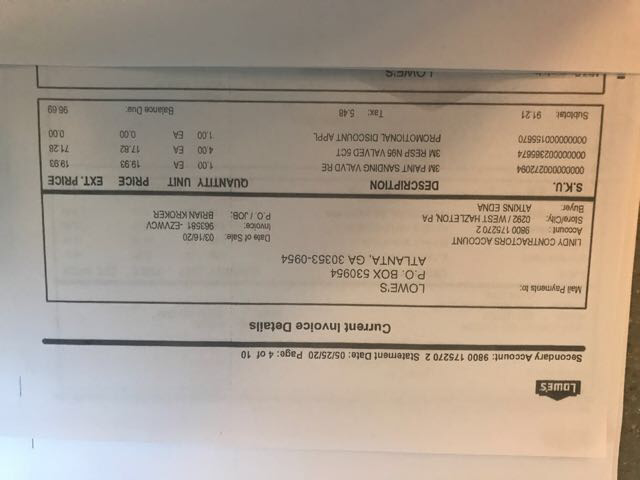 LOWE'S
Secondary Account: 9800 175270 2 Statement Date: 05/25/20 Page: 4 of 10
Current Invoice Details
Mail Payments to: LOWE'S
P.O. BOX 530954
ATLANTA, GA 30353-0954
LINDY CONTRACTORS ACCOUNT
Account: 9800 175270 2 Date of Sale: 03/16/20
Store/City: 0292 / WEST HAZLETON, PA Invoice: 963581 -EZVWCV
Buyer: ATKINS EDNA P.O / JOB: BRIAN KROKER
S.K.U. DESCRIPTION QUANTITY UNIT PRICE EXT. PRICE
0000000000272094 3M PAINT SANDING VALVD RE 1.00 EA 19.93 19.93
0000000002365674 3M RESP N95 VALVED 5CT 4.00 EA 17.82 71.28
0000000000155670 PROMOTIONAL DISCOUNT APPL 1.00 EA 0.00 0.00
Subtotal: 91.21 Tax: 5.48 Balance Due: 96.69
LOWE'S